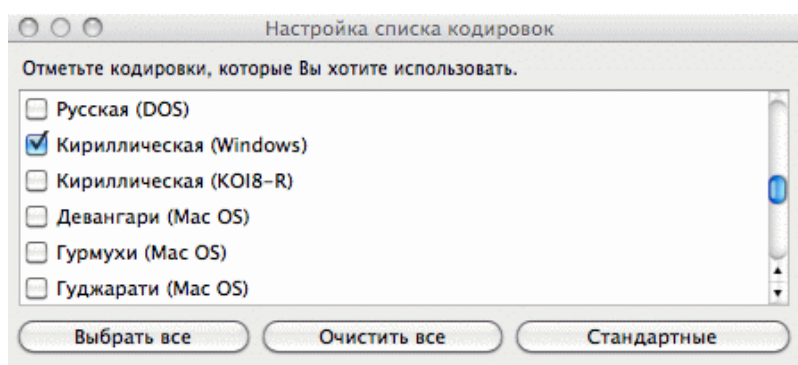 Настройка списка кодировок
Отметьте кодировки, которые Вы хотите использовать.
Русская (DOS)
Кириллическая (Windows)
Кириллическая (KOI8-R)
Девангари (Mac OS)
Гурмухи (Mac OS)
Гуджарати (Mac OS)
Выбрать все Очистить все Стандартные